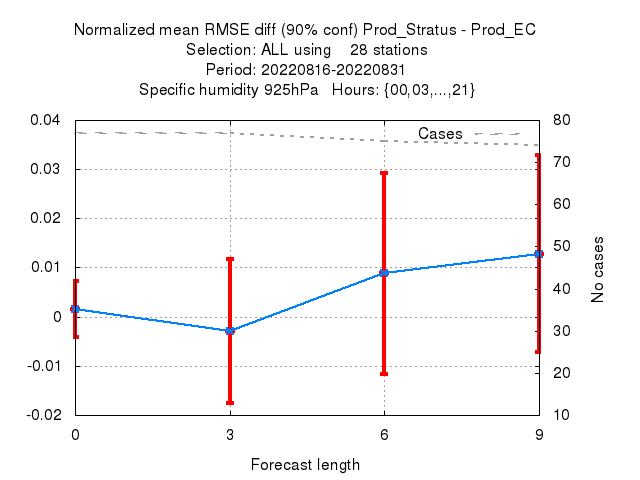 Normalized mean RMSE diff (90% conf) Prod_Stratus - Prod_EC
Selection: ALL using    28 stations
Period: 20220816-20220831
Specific humidity 925hPa   Hours: {00,03,...,21}
0.04
0.03
0.02
0.01
0
-0.01
-0.02
80
70
60
50
40
30
20
10
Cases
No cases
0 3 6 9
Forecast length